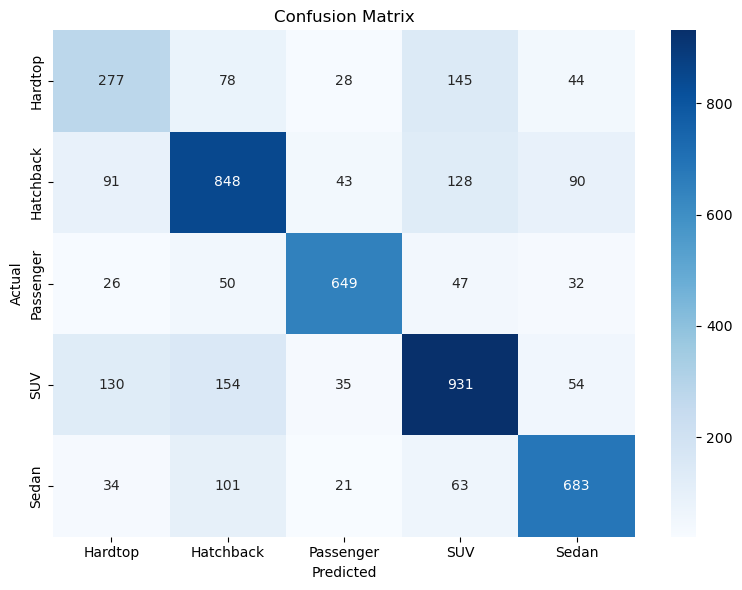 Confusion Matrix
Actual
Hardtop 277 78 28 145 44
Hatchback 91 848 43 128 90
Passenger 26 50 649 47 32
SUV 130 154 35 931 54
Sedan 34 101 21 63 683
Hardtop Hatchback Passenger SUV Sedan
Predicted
800
600
400
200